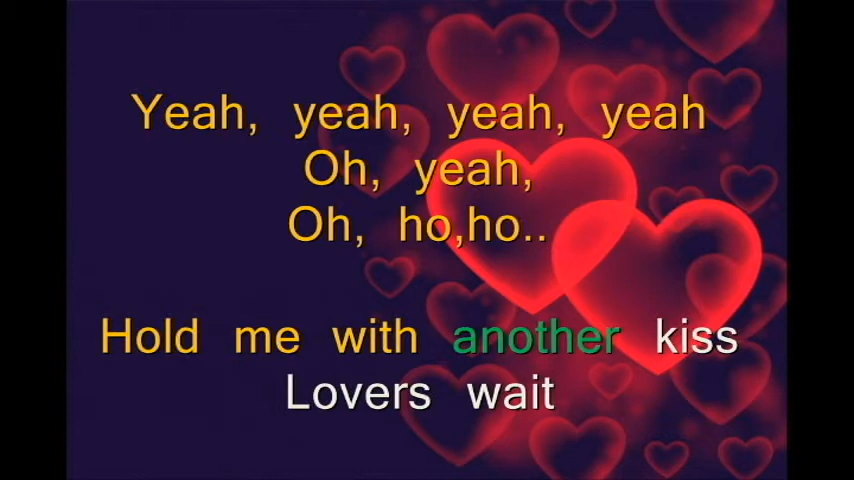 Yeah, yeah, yeah, yeah
Oh, yeah,
Oh, ho,ho..
Hold me with another kiss
Lovers wait